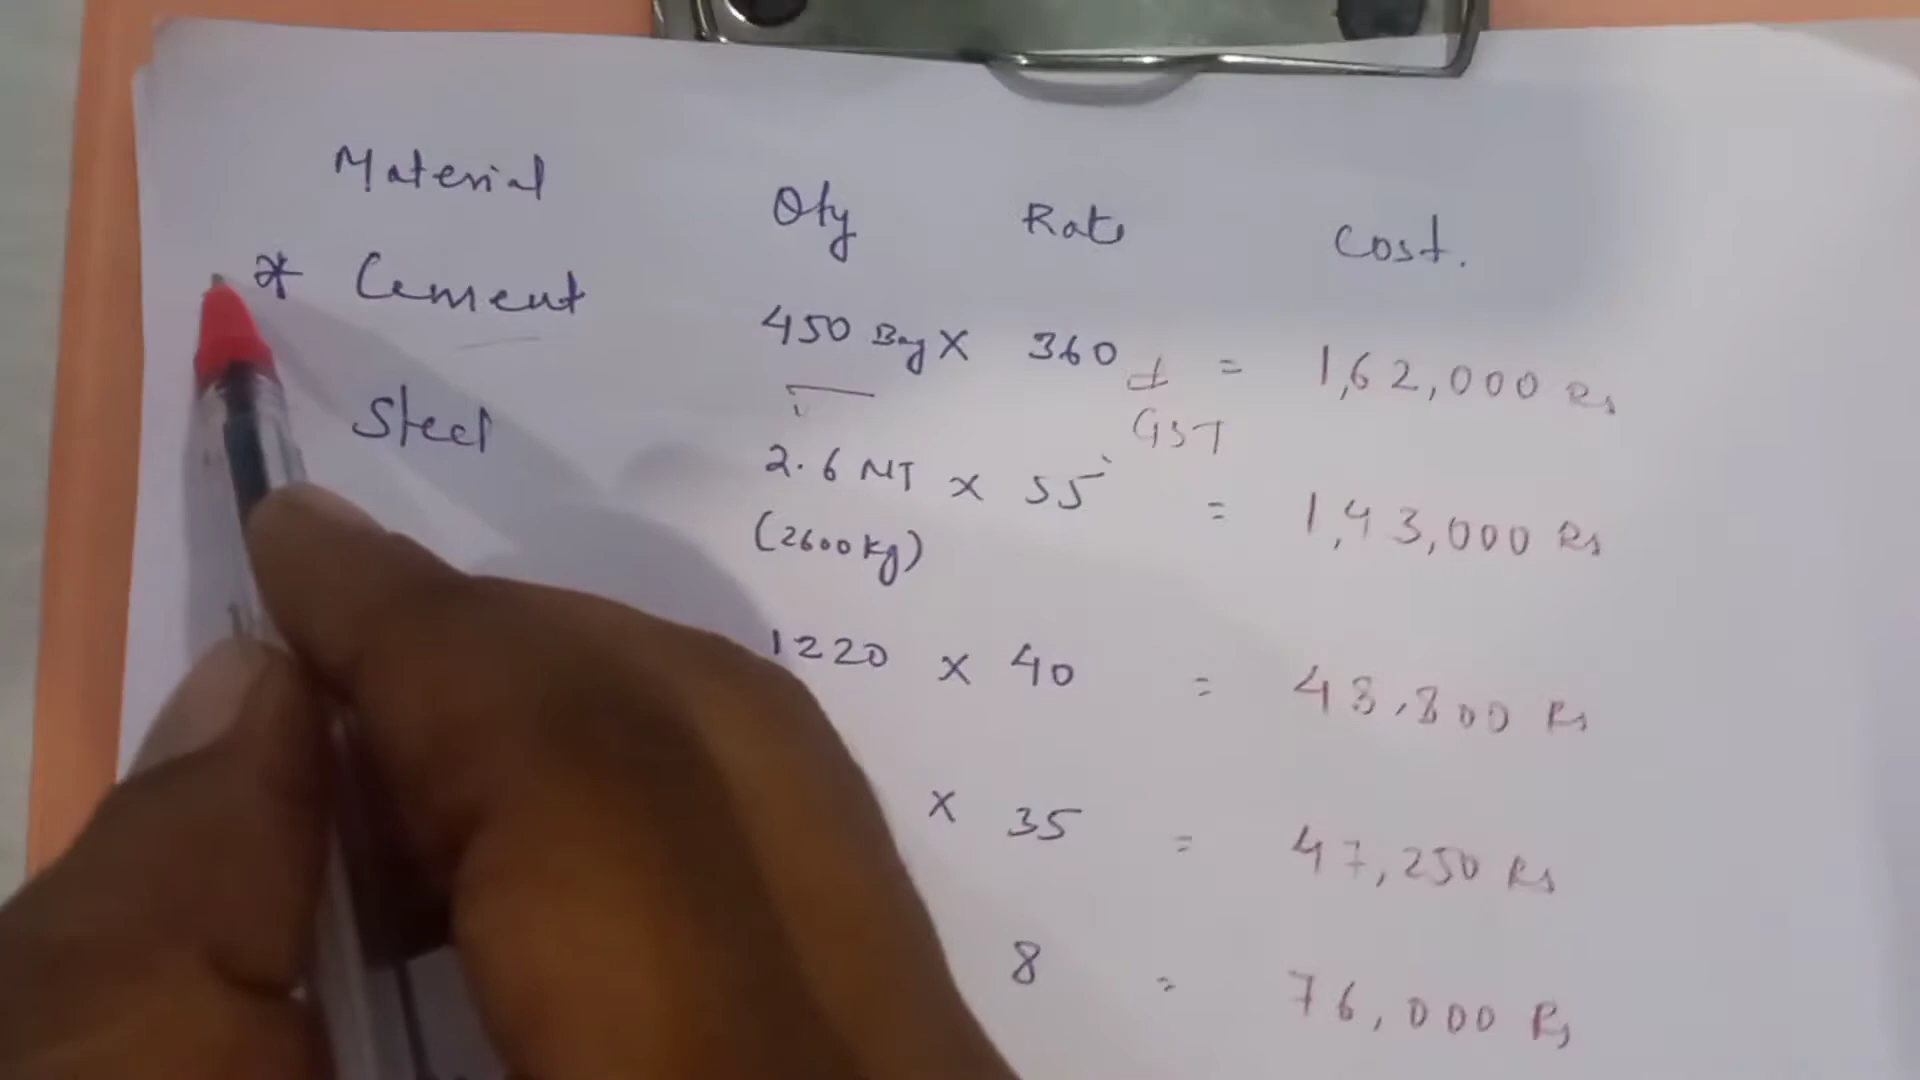 Material Qty Rate Cost.
* Cement 450 Bag X 360 + GST = 1,62,000 Rs
Steel 2.6 MT x 55 = 1,43,000 Rs
(2600 kg)
1220 x 40 = 48,800 Rs
x 35 = 47,250 Rs
8 = 76,000 Rs